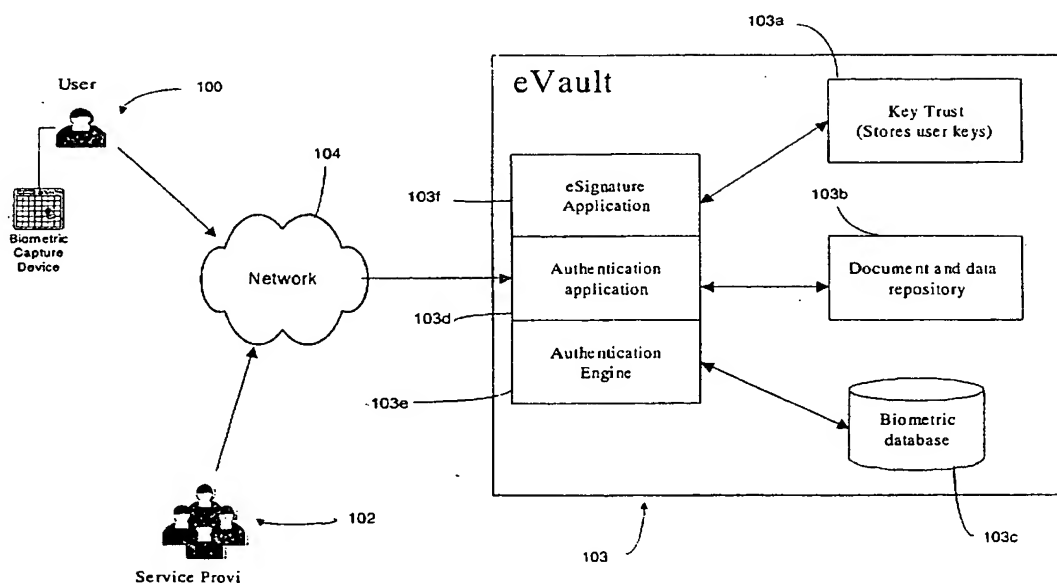 103a
User
100
eVault
Key Trust
(Stores user keys)
104
103f
eSignature
Application
103b
Biometric
Capture
Device
Network
Authentication
application
Document and data
repository
103d
Authentication
Engine
103e
Biometric
database
102
103
103c
Service Provi